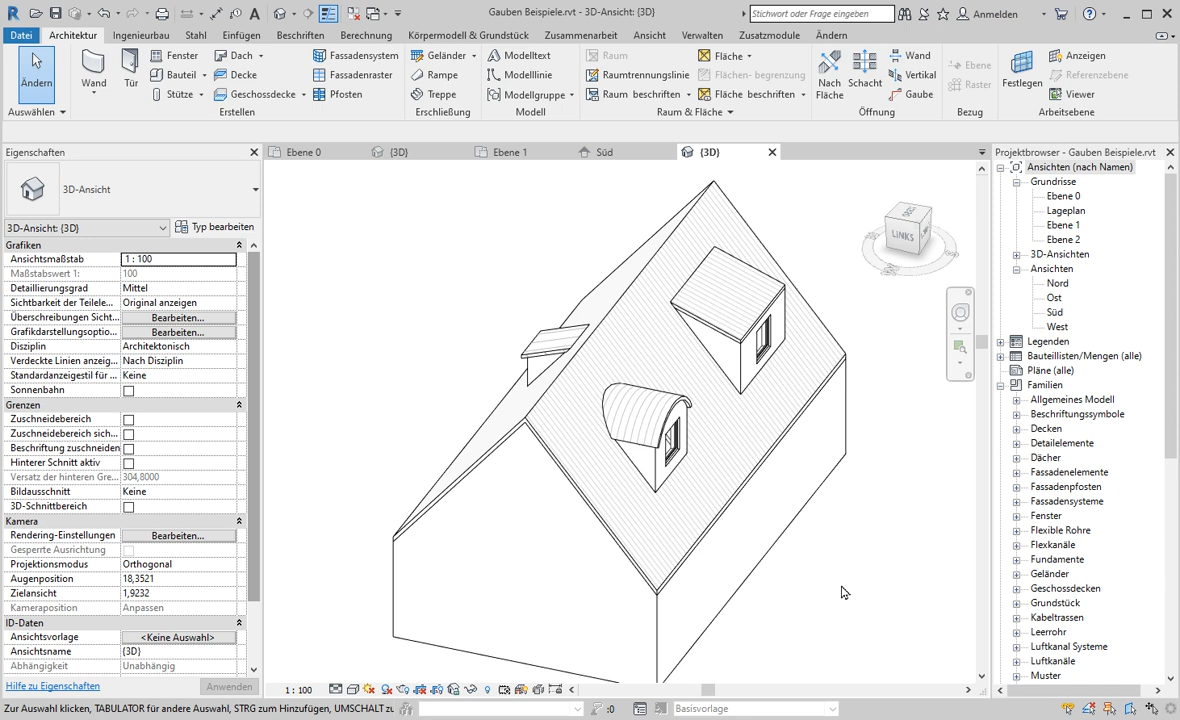 Gauben Beispiele.rvt - 3D-Ansicht: {3D}
Stichwort oder Frage eingeben
Anmelden
Datei Architektur Ingenieurbau Stahl Einfügen Beschriften Berechnung Körpermodell & Grundstück Zusammenarbeit Ansicht Verwalten Zusatzmodule Ändern
Ändern
Auswählen
Wand
Tür
Fenster
Bauteil
Stütze
Dach
Decke
Geschossdecke
Fassadensystem
Fassadenraster
Pfosten
Erstellen
Geländer
Rampe
Treppe
Erschließung
Modelltext
Modelllinie
Modellgruppe
Modell
Raum
Raumtrennungslinie
Raum beschriften
Fläche
Flächen- begrenzung
Fläche beschriften
Raum & Fläche
Nach Fläche
Schacht
Wand
Vertikal
Gaube
Öffnung
Ebene
Raster
Bezug
Festlegen
Anzeigen
Referenzebene
Viewer
Arbeitsebene
Eigenschaften
3D-Ansicht
3D-Ansicht: {3D}
Typ bearbeiten
Grafiken
Ansichtsmaßstab 1 : 100
Maßstabswert 1: 100
Detaillierungsgrad Mittel
Sichtbarkeit der Teilele... Original anzeigen
Überschreibungen Sicht... Bearbeiten...
Grafikdarstellungsoptio... Bearbeiten...
Disziplin Architektonisch
Verdeckte Linien anzeig... Nach Disziplin
Standardanzeigestil für ... Keine
Sonnenbahn
Grenzen
Zuschneidebereich
Zuschneidebereich sich...
Beschriftung zuschneiden
Hinterer Schnitt aktiv
Versatz der hinteren Gre... 304,8000
Bildausschnitt Keine
3D-Schnittbereich
Kamera
Rendering-Einstellungen Bearbeiten...
Gesperte Ausrichtung
Projektionsmodus Orthogonal
Augenposition 18,3521
Zielansicht 1,9232
Kameraposition Anpassen
ID-Daten
Ansichtsvorlage <Keine Auswahl>
Ansichtsname {3D}
Abhängigkeit Unabhängig
Hilfe zu Eigenschaften
Anwenden
Ebene 0
{3D}
Ebene 1
Süd
{3D}
LINKS
1 : 100
Projektbrowser - Gauben Beispiele.rvt
Ansichten (nach Namen)
Grundrisse
Ebene 0
Lageplan
Ebene 1
Ebene 2
3D-Ansichten
Ansichten
Nord
Ost
Süd
West
Legenden
Bauteillisten/Mengen (alle)
Pläne (alle)
Familien
Allgemeines Modell
Beschriftungssymbole
Decken
Detailelemente
Dächer
Fassadenelemente
Fassadenpfosten
Fassadensysteme
Fenster
Flexible Rohre
Flexkanäle
Fundamente
Geländer
Geschossdecken
Grundstück
Kabeltrassen
Leerrohr
Luftkanal Systeme
Luftkanäle
Muster
Zur Auswahl klicken, TABULATOR für andere Auswahl, STRG zum Hinzufügen, UMSCHALT zu
:0
Basisvorlage